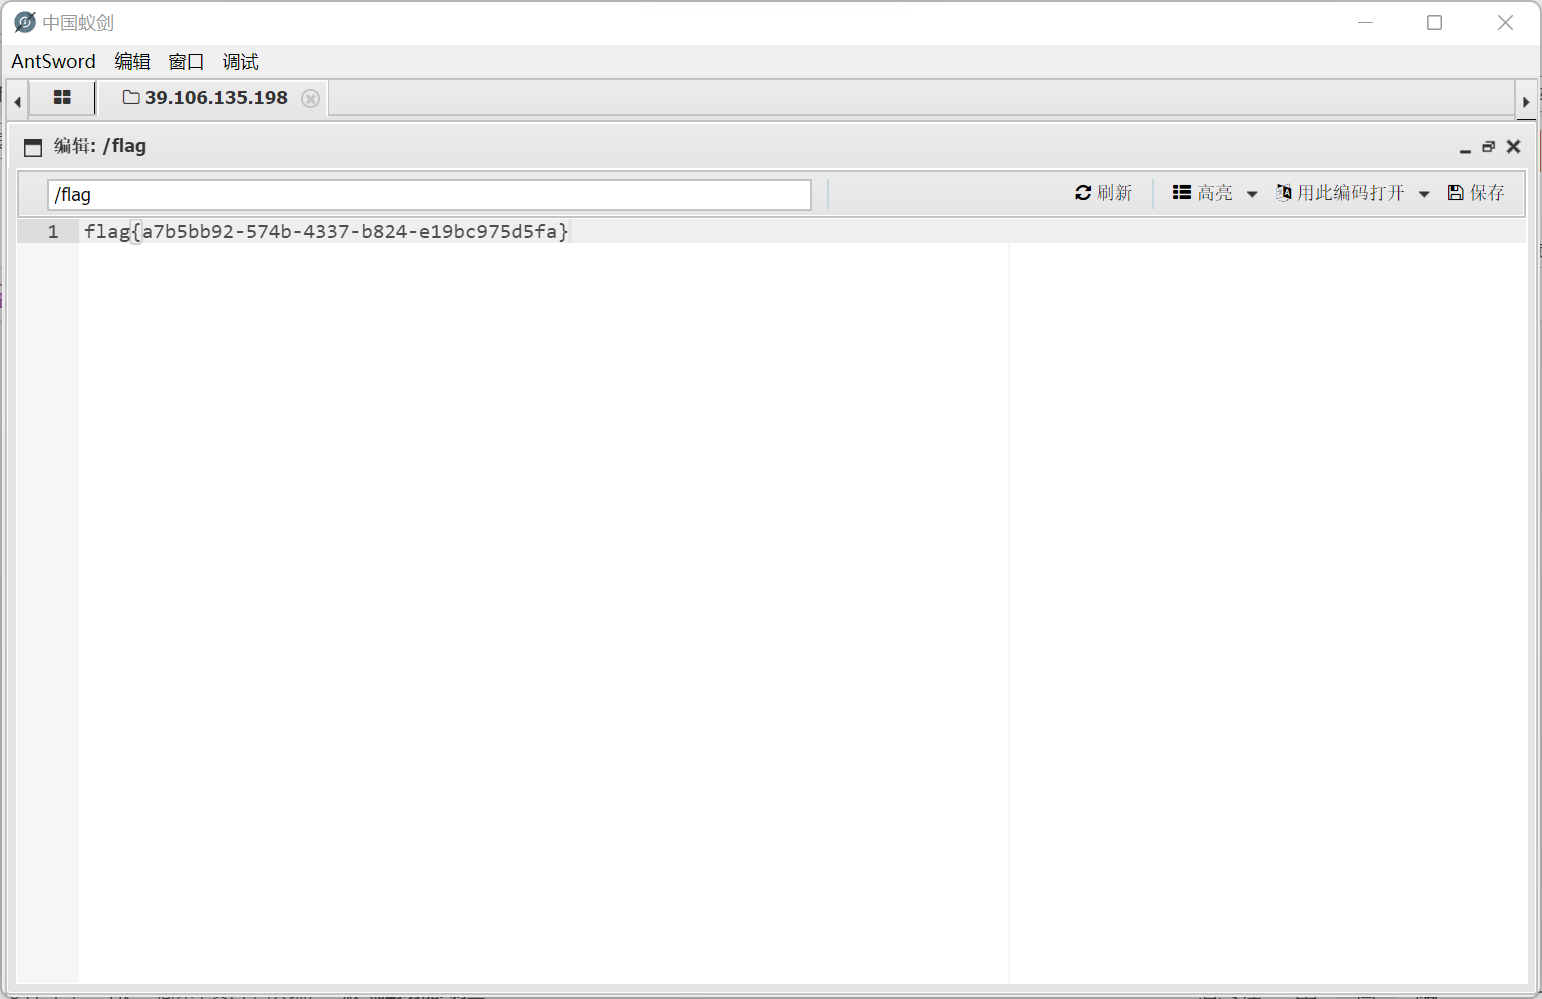 中国蚁剑
AntSword 编辑 窗口 调试
39.106.135.198
编辑: /flag
/flag 刷新 高亮 用此编码打开 保存
1 flag{a7b5bb92-574b-4337-b824-e19bc975d5fa}